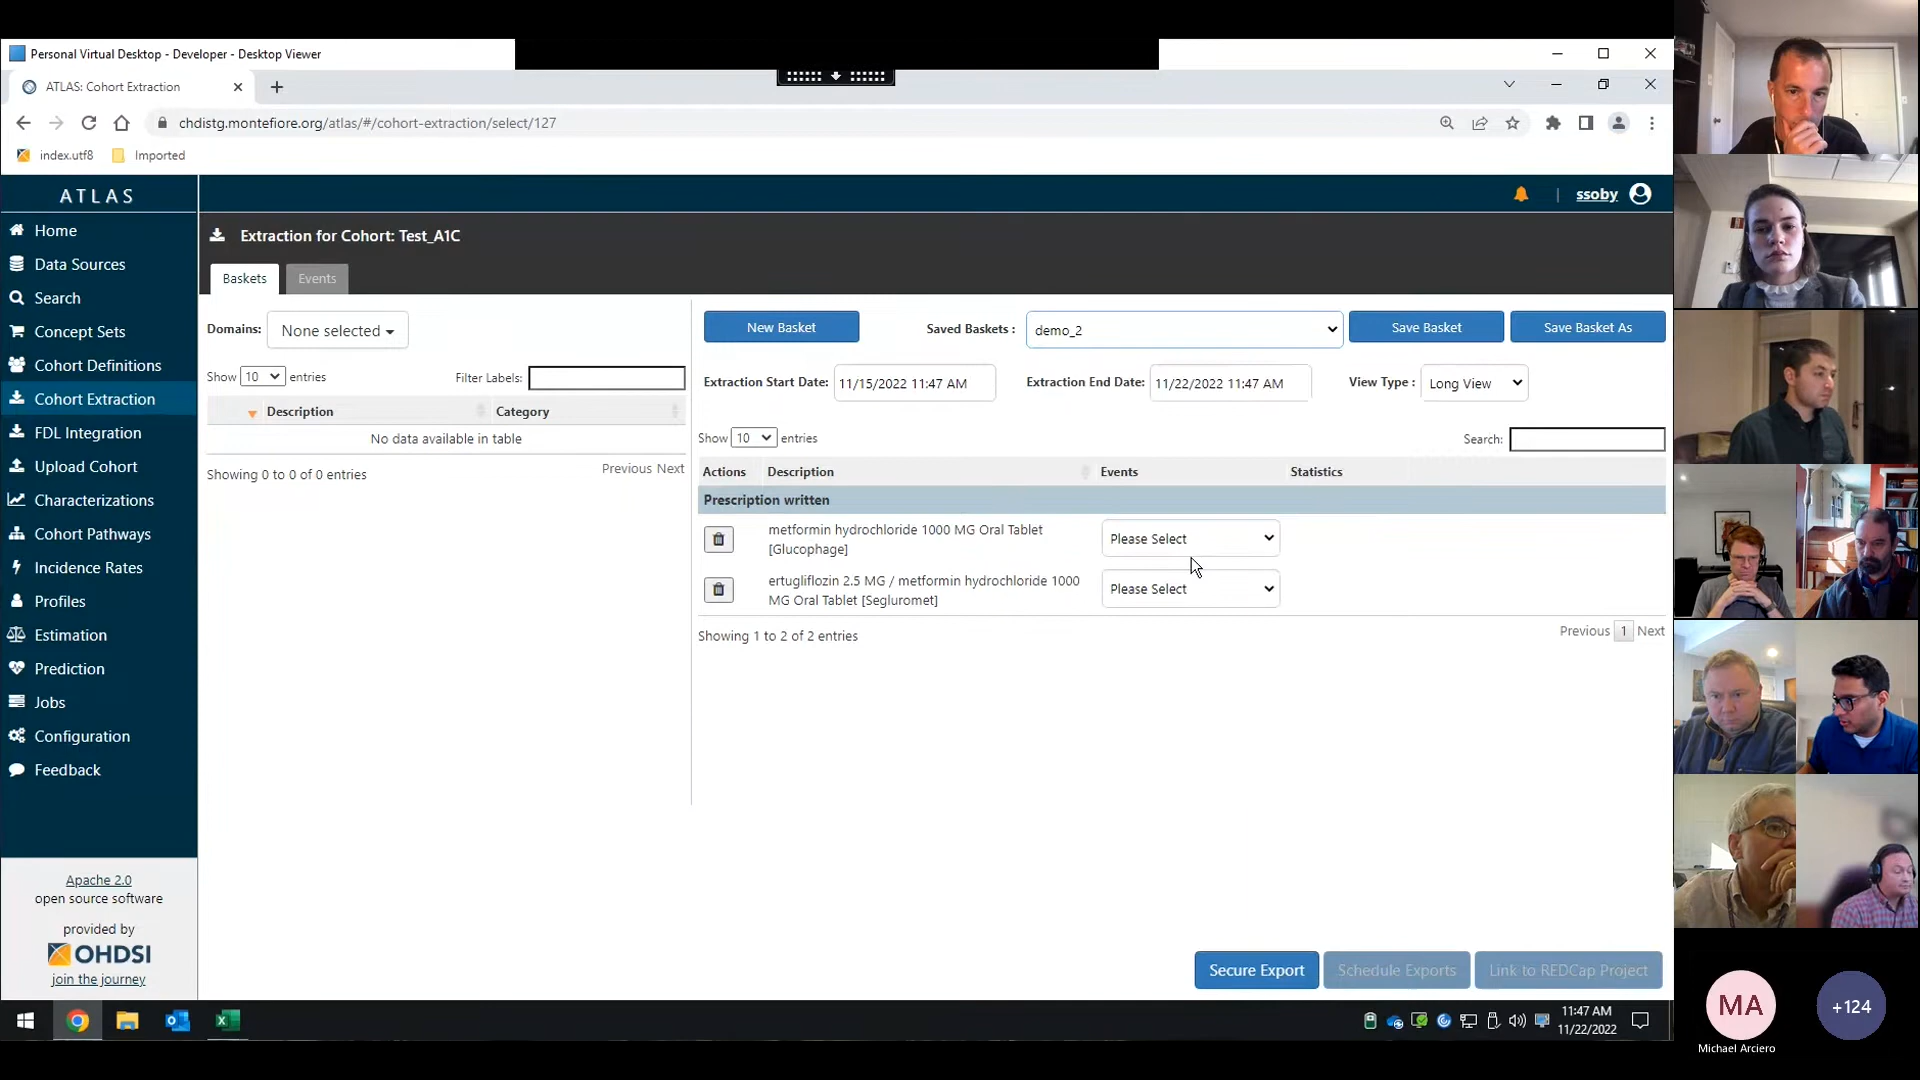 Personal Virtual Desktop - Developer - Desktop Viewer
ATLAS: Cohort Extraction
chdistg.montefiore.org/atlas/#/cohort-extraction/select/127
index.utf8 Imported
ATLAS
ssoby
Home
Data Sources
Search
Concept Sets
Cohort Definitions
Cohort Extraction
FDL Integration
Upload Cohort
Characterizations
Cohort Pathways
Incidence Rates
Profiles
Estimation
Prediction
Jobs
Configuration
Feedback
Apache 2.0
open source software
provided by
OHDSI
join the journey
Extraction for Cohort: Test_A1C
Baskets Events
Domains: None selected
Show 10 entries Filter Labels:
Description Category
No data available in table
Showing 0 to 0 of 0 entries Previous Next
New Basket Saved Baskets : demo_2 Save Basket Save Basket As
Extraction Start Date: 11/15/2022 11:47 AM Extraction End Date: 11/22/2022 11:47 AM View Type : Long View
Show 10 entries Search:
Actions Description Events Statistics
Prescription written
metformin hydrochloride 1000 MG Oral Tablet
[Glucophage]
Please Select
ertugliflozin 2.5 MG / metformin hydrochloride 1000
MG Oral Tablet [Segluromet]
Please Select
Showing 1 to 2 of 2 entries Previous 1 Next
Secure Export Schedule Exports Link to REDCap Project
11:47 AM
11/22/2022
MA
Michael Arciero
+124